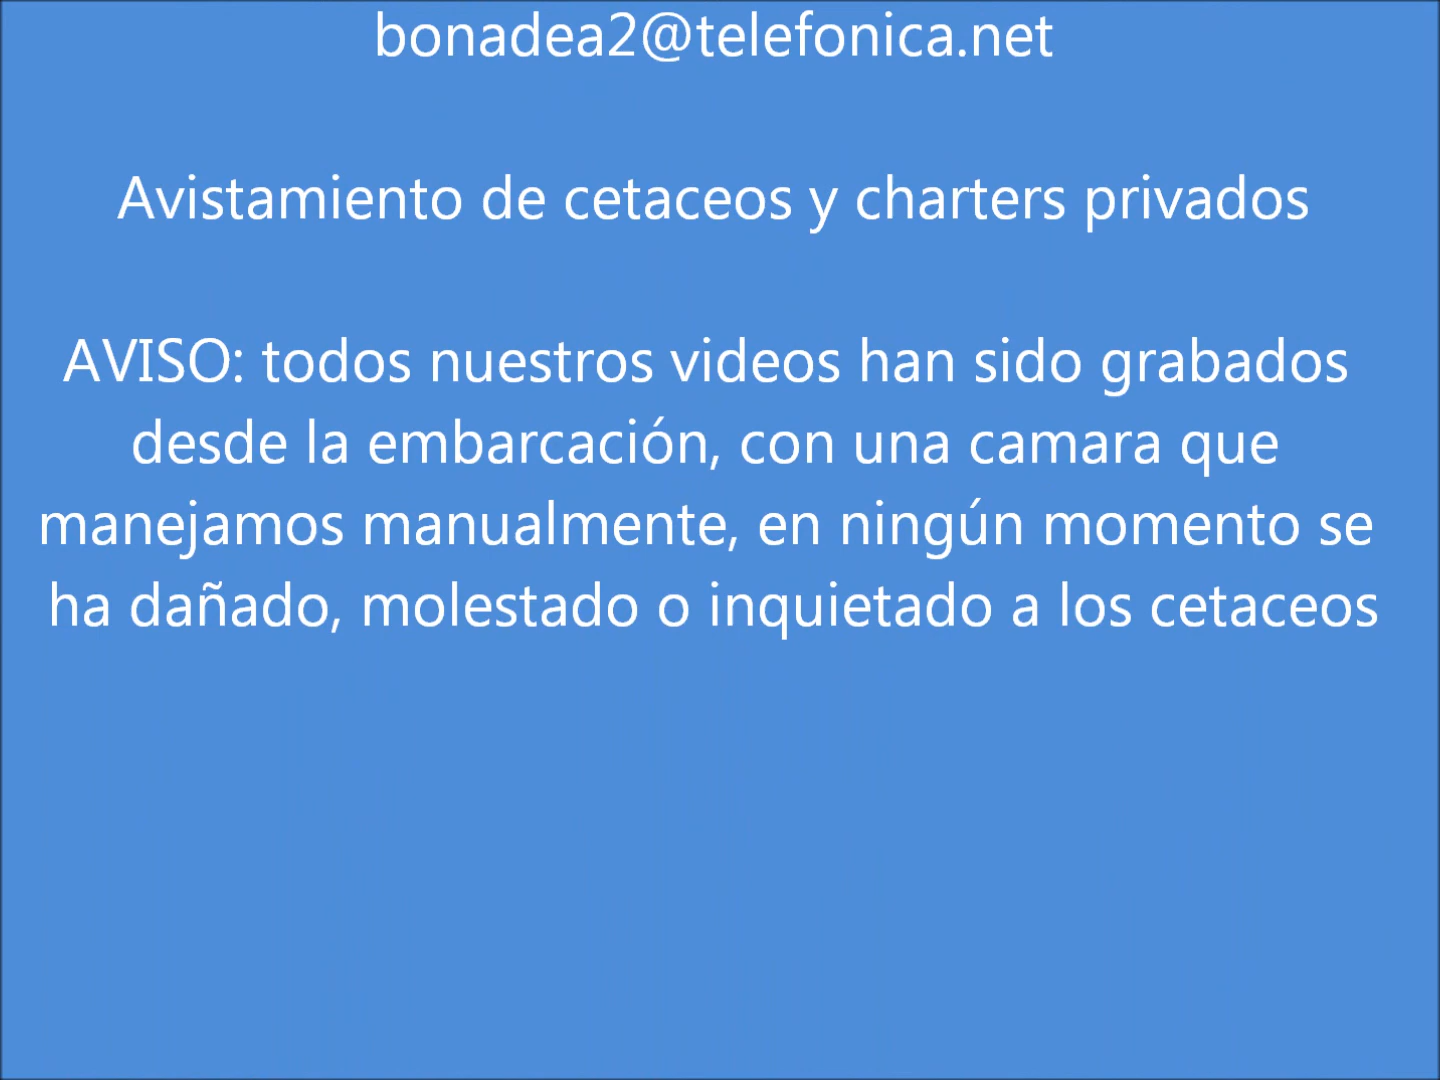 bonadea2@telefonica.net
Avistamiento de cetaceos y charters privados
AVISO: todos nuestros videos han sido grabados
desde la embarcación, con una camara que
manejamos manualmente, en ningún momento se
ha dañado, molestado o inquietado a los cetaceos